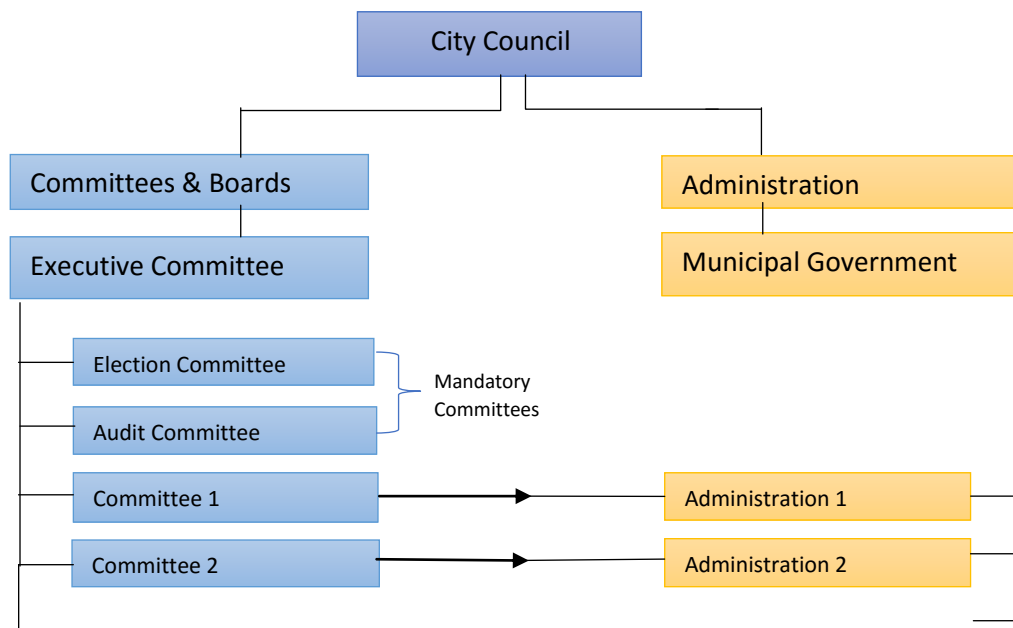 City Council
Committees & Boards
Administration
Executive Committee
Municipal Government
Election Committee
Mandatory
Committees
Audit Committee
Committee 1
Administration 1
Committee 2
Administration 2